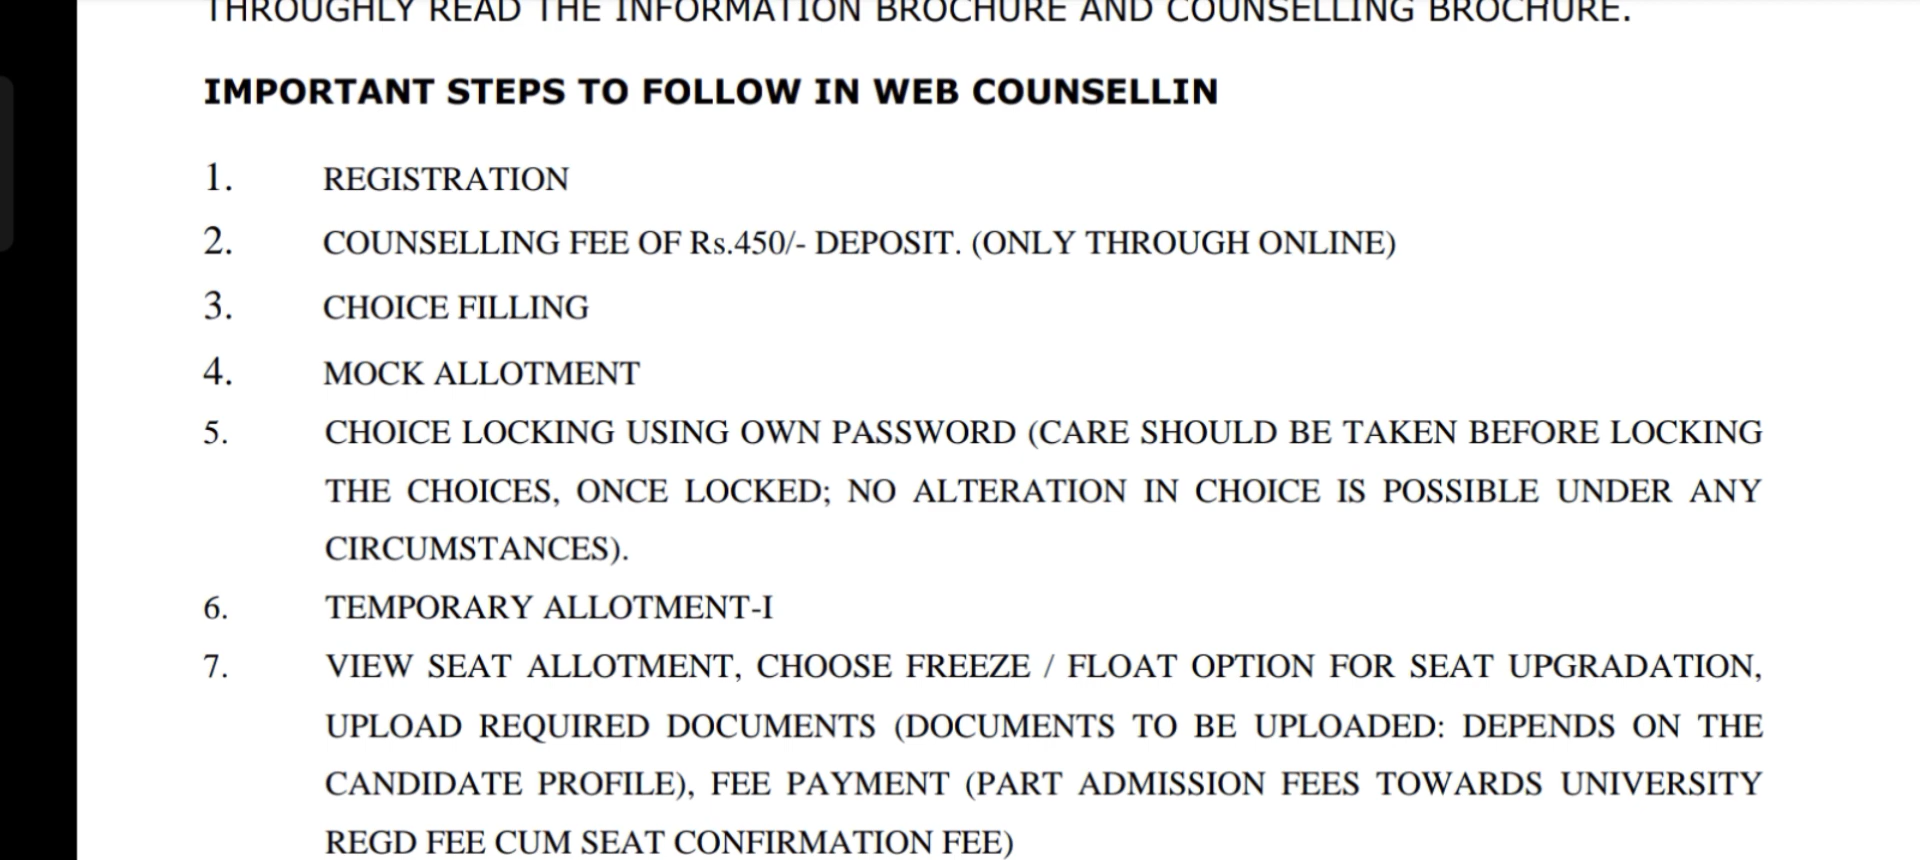 THROUGHLY READ THE INFORMATION BROCHURE AND COUNSELLING BROCHURE.
IMPORTANT STEPS TO FOLLOW IN WEB COUNSELLIN
1. REGISTRATION
2. COUNSELLING FEE OF Rs.450/- DEPOSIT. (ONLY THROUGH ONLINE)
3. CHOICE FILLING
4. MOCK ALLOTMENT
5. CHOICE LOCKING USING OWN PASSWORD (CARE SHOULD BE TAKEN BEFORE LOCKING
THE CHOICES, ONCE LOCKED; NO ALTERATION IN CHOICE IS POSSIBLE UNDER ANY
CIRCUMSTANCES).
6. TEMPORARY ALLOTMENT-I
7. VIEW SEAT ALLOTMENT, CHOOSE FREEZE / FLOAT OPTION FOR SEAT UPGRADATION,
UPLOAD REQUIRED DOCUMENTS (DOCUMENTS TO BE UPLOADED: DEPENDS ON THE
CANDIDATE PROFILE), FEE PAYMENT (PART ADMISSION FEES TOWARDS UNIVERSITY
REGD FEE CUM SEAT CONFIRMATION FEE)